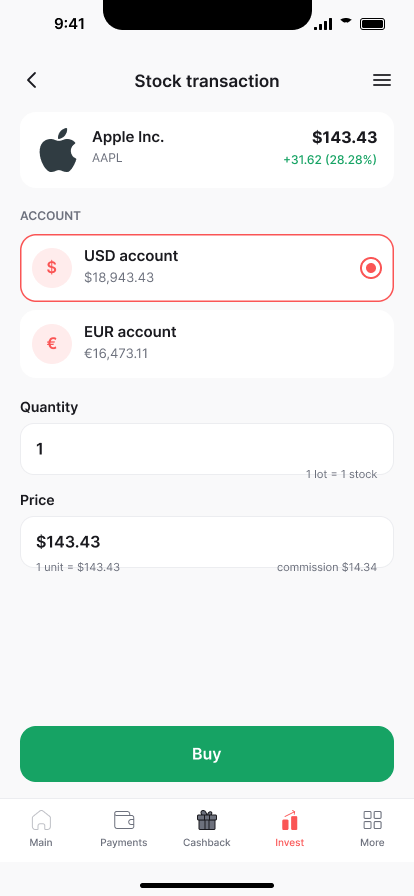 9:41
Stock transaction
Apple Inc.
$143.43
AAPL
+31.62 (28.28%)
ACCOUNT
$
USD account
$18,943.43
€
EUR account
€16,473.11
Quantity
1
1 lot = 1 stock
Price
$143.43
1 unit = $143.43
commission $14.34
Buy
Main
Payments
Cashback
Invest
More